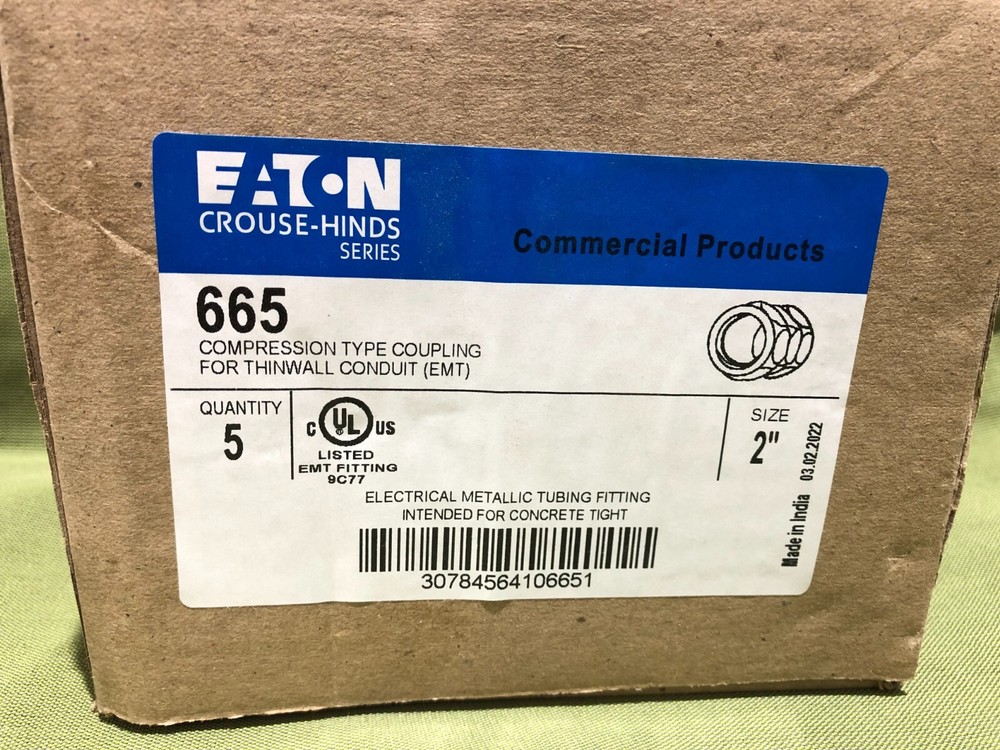 EATON
CROUSE-HINDS
SERIES
Commercial Products
665
COMPRESSION TYPE COUPLING
FOR THINWALL CONDUIT (EMT)
QUANTITY
5
C UL US
LISTED
EMT FITTING
9C77
SIZE
2"
Made in India 03.02.2022
ELECTRICAL METALLIC TUBING FITTING
INTENDED FOR CONCRETE TIGHT
30784564106651